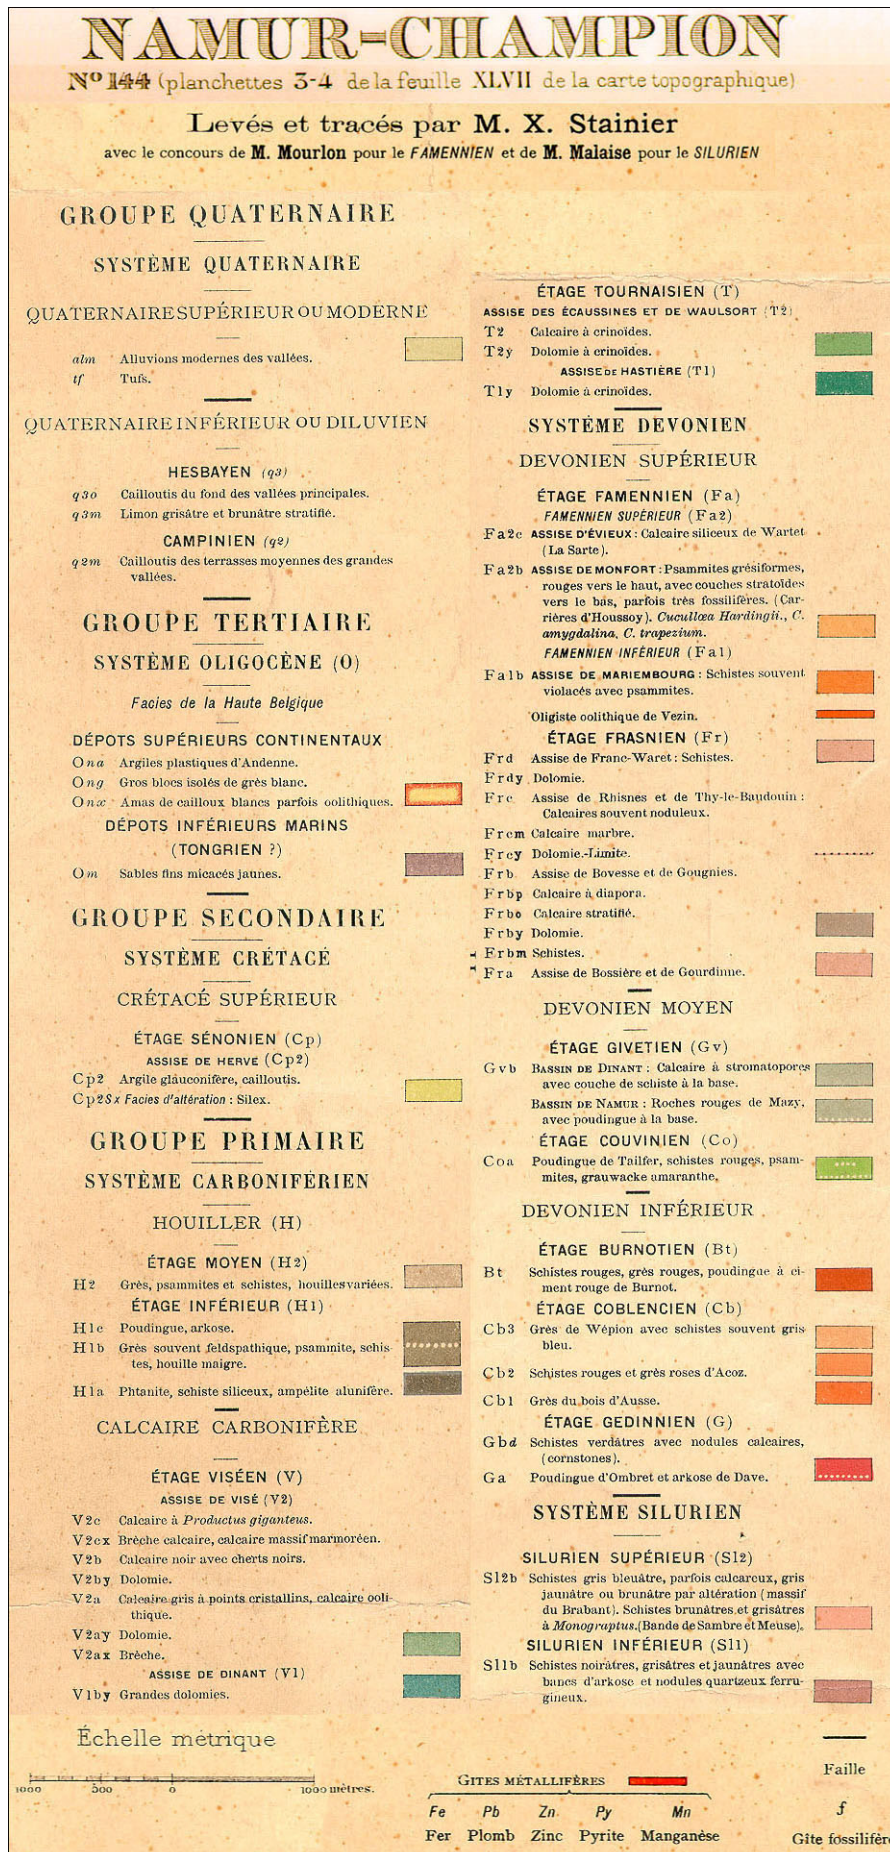 NAMUR=CHAMPION
Nº 144 (planchettes 3-4 de la feuille XLVII de la carte topographique)
Levés et tracés par M. X. Stainier
avec le concours de M. Mourlon pour le FAMENNIEN et de M. Malaise pour le SILURIEN
GROUPE QUATERNAIRE
SYSTÈME QUATERNAIRE
QUATERNAIRE SUPÉRIEUR OU MODERNE
alm Alluvions modernes des vallées.
tf Tufs.
QUATERNAIRE INFÉRIEUR OU DILUVIEN
HESBAYEN (q3)
q3o Cailloutis du fond des vallées principales.
q3m Limon grisâtre et brunâtre stratifié.
CAMPINIEN (q2)
q2m Cailloutis des terrasses moyennes des grandes
vallées.
GROUPE TERTIAIRE
SYSTÈME OLIGOCÈNE (O)
Facies de la Haute Belgique
DÉPOTS SUPÉRIEURS CONTINENTAUX
Ona Argiles plastiques d'Andenne.
Ong Gros blocs isolés de grès blanc.
Onx Amas de cailloux blancs parfois oolithiques.
DÉPOTS INFÉRIEURS MARINS
(TONGRIEN ?)
Om Sables fins micacés jaunes.
GROUPE SECONDAIRE
SYSTÈME CRÉTACÉ
CRÉTACÉ SUPÉRIEUR
ÉTAGE SÉNONIEN (Cp)
ASSISE DE HERVE (Cp2)
Cp2 Argile glauconifère, cailloutis.
Cp2Sx Facies d'altération : Silex.
GROUPE PRIMAIRE
SYSTÈME CARBONIFÉRIEN
HOUILLER (H)
ÉTAGE MOYEN (H2)
H2 Grès, psammites et schistes, houilles variées.
ÉTAGE INFÉRIEUR (H1)
H1c Poudingue, arkose.
H1b Grès souvent feldspathique, psammite, schis-
tes, houille maigre.
H1a Phtanite, schiste siliceux, ampélite alunifère.
CALCAIRE CARBONIFÈRE
ÉTAGE VISÉEN (V)
ASSISE DE VISÉ (V2)
V2c Calcaire à Productus giganteus.
V2cx Brèche calcaire, calcaire massif marmoréen.
V2b Calcaire noir avec cherts noirs.
V2by Dolomie.
V2a Calcaire gris à points cristallins, calcaire ooli-
thique.
V2ay Dolomie.
V2ax Brèche.
ASSISE DE DINANT (V1)
V1by Grandes dolomies.
ÉTAGE TOURNAISIEN (T)
ASSISE DES ÉCAUSSINES ET DE WAULSORT (T2)
T2 Calcaire à crinoïdes.
T2y Dolomie à crinoïdes.
ASSISE DE HASTIÈRE (T1)
T1y Dolomie à crinoïdes.
SYSTÈME DEVONIEN
DEVONIEN SUPÉRIEUR
ÉTAGE FAMENNIEN (Fa)
FAMENNIEN SUPÉRIEUR (Fa2)
Fa2c ASSISE D'ÉVIEUX : Calcaire siliceux de Wartet
(La Sarte).
Fa2b ASSISE DE MONFORT : Psammites grésiformes,
rouges vers le haut, avec couches stratoïdes
vers le bas, parfois très fossilifères. (Car-
rières d'Houssoy). Cucullœa Hardingii., C.
amygdalina, C. trapezium.
FAMENNIEN INFÉRIEUR (Fa1)
Fa1b ASSISE DE MARIEMBOURG : Schistes souvent
violacés avec psammites.
Oligiste oolithique de Vezin.
ÉTAGE FRASNIEN (Fr)
Frd Assise de Franc-Waret : Schistes.
Frdy Dolomie.
Frc Assise de Rhisnes et de Thy-le-Baudouin :
Calcaires souvent noduleux.
Frcm Calcaire marbre.
Frcy Dolomie.-Limite.
Frb Assise de Bovesse et de Gougnies.
Frbp Calcaire à diapora.
Frbo Calcaire stratifié.
Frby Dolomie.
Frbm Schistes.
Fra Assise de Bossière et de Gourdinne.
DEVONIEN MOYEN
ÉTAGE GIVETIEN (Gv)
Gvb BASSIN DE DINANT : Calcaire à stromatopores
avec couche de schiste à la base.
BASSIN DE NAMUR : Roches rouges de Mazy,
avec poudingue à la base.
ÉTAGE COUVINIEN (Co)
Coa Poudingue de Tailfer, schistes rouges, psam-
mites, grauwacke amaranthe.
DEVONIEN INFÉRIEUR
ÉTAGE BURNOTIEN (Bt)
Bt Schistes rouges, grès rouges, poudingue à ci-
ment rouge de Burnot.
ÉTAGE COBLENCIEN (Cb)
Cb3 Grès de Wépion avec schistes souvent gris
bleu.
Cb2 Schistes rouges et grès roses d'Acoz.
Cb1 Grès du bois d'Ausse.
ÉTAGE GEDINNIEN (G)
Gbd Schistes verdâtres avec nodules calcaires,
(cornstones).
Ga Poudingue d'Ombret et arkose de Dave.
SYSTÈME SILURIEN
SILURIEN SUPÉRIEUR (Sl2)
Sl2b Schistes gris bleuâtre, parfois calcareux, gris
jaunâtre ou brunâtre par altération (massif
du Brabant). Schistes brunâtres et grisâtres
à Monograptus. (Bande de Sambre et Meuse).
SILURIEN INFÉRIEUR (Sl1)
Sl1b Schistes noirâtres, grisâtres et jaunâtres avec
bancs d'arkose et nodules quartzeux ferru-
gineux.
Échelle métrique
1000 500 0 1000 mètres.
GITES MÉTALLIFÈRES
Fe Pb Zn Py Mn
Fer Plomb Zinc Pyrite Manganèse
Faille
f
Gîte fossilifère